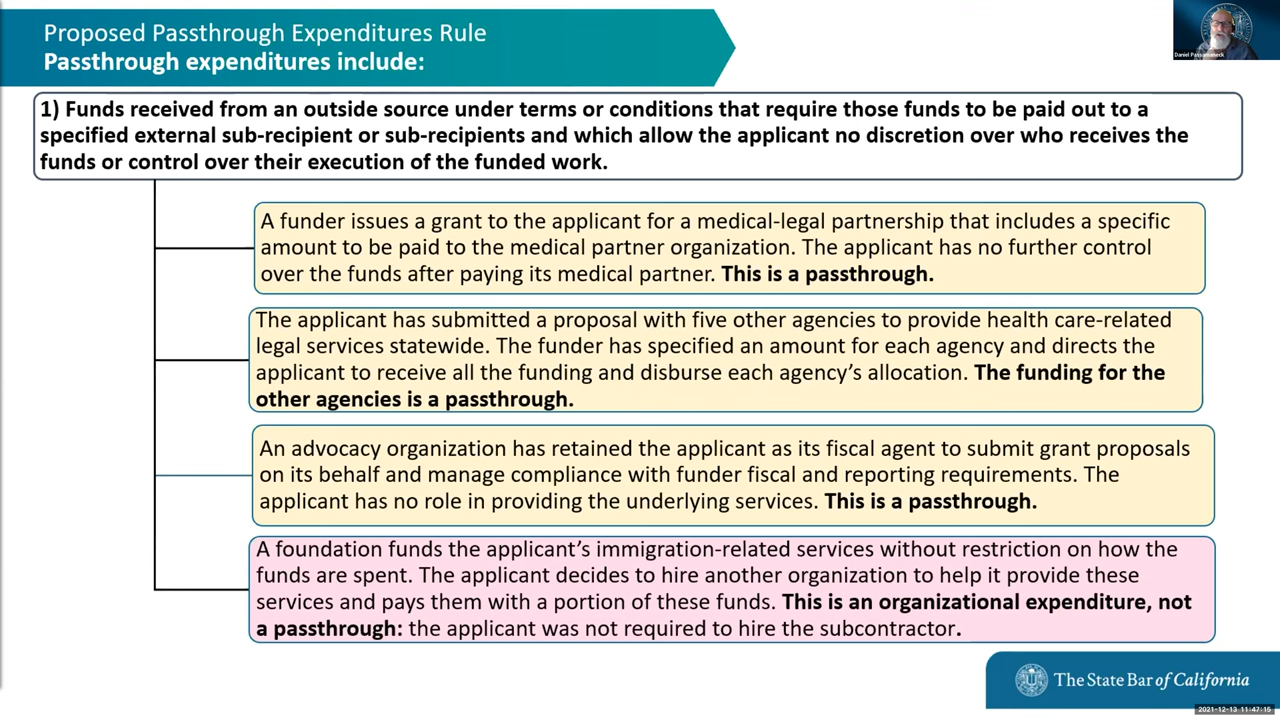 Proposed Passthrough Expenditures Rule
Passthrough expenditures include:
1) Funds received from an outside source under terms or conditions that require those funds to be paid out to a
specified external sub-recipient or sub-recipients and which allow the applicant no discretion over who receives the
funds or control over their execution of the funded work.
A funder issues a grant to the applicant for a medical-legal partnership that includes a specific
amount to be paid to the medical partner organization. The applicant has no further control
over the funds after paying its medical partner. This is a passthrough.
The applicant has submitted a proposal with five other agencies to provide health care-related
legal services statewide. The funder has specified an amount for each agency and directs the
applicant to receive all the funding and disburse each agency’s allocation. The funding for the
other agencies is a passthrough.
An advocacy organization has retained the applicant as its fiscal agent to submit grant proposals
on its behalf and manage compliance with funder fiscal and reporting requirements. The
applicant has no role in providing the underlying services. This is a passthrough.
A foundation funds the applicant’s immigration-related services without restriction on how the
funds are spent. The applicant decides to hire another organization to help it provide these
services and pays them with a portion of these funds. This is an organizational expenditure, not
a passthrough: the applicant was not required to hire the subcontractor.
The State Bar of California
Daniel Passamaneck
2021-12-13 11:47:15